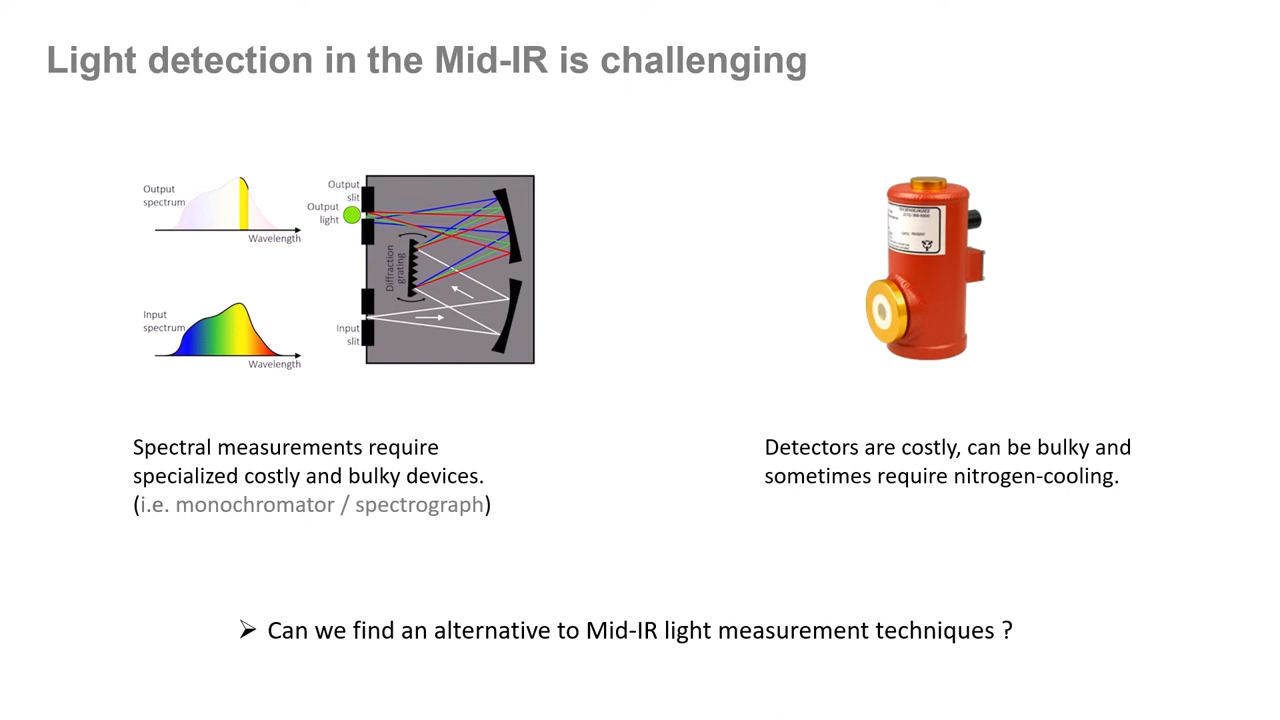 Light detection in the Mid-IR is challenging
Output
spectrum
Wavelength
Input
spectrum
Wavelength
Output
slit
Output
light
Diffraction
grating
Input
slit
Spectral measurements require
specialized costly and bulky devices.
(i.e. monochromator / spectrograph)
Detectors are costly, can be bulky and
sometimes require nitrogen-cooling.
➢ Can we find an alternative to Mid-IR light measurement techniques ?